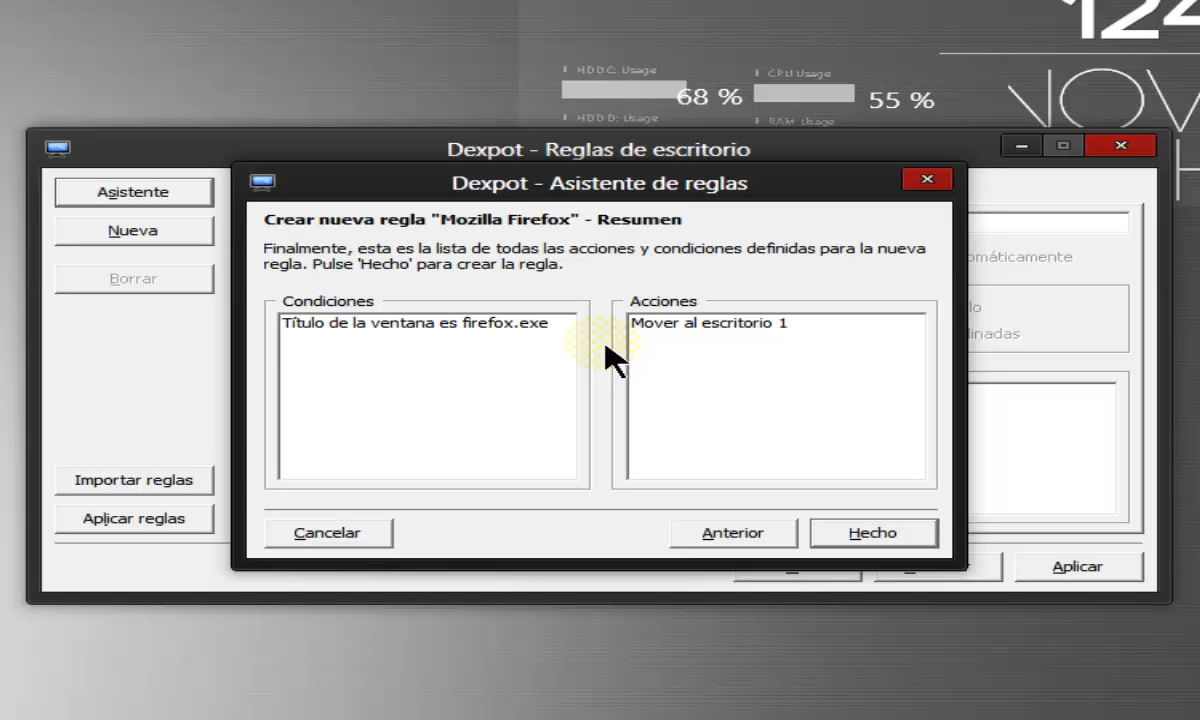 124
HDD C: Usage
68 %
CPU Usage
55 %
HDD D: Usage
RAM Usage
NOV
Dexpot - Reglas de escritorio
Dexpot - Asistente de reglas
Asistente
Nueva
Borrar
Importar reglas
Aplicar reglas
Crear nueva regla "Mozilla Firefox" - Resumen
Finalmente, esta es la lista de todas las acciones y condiciones definidas para la nueva
regla. Pulse 'Hecho' para crear la regla.
Condiciones
Título de la ventana es firefox.exe
Acciones
Mover al escritorio 1
Cancelar
Anterior
Hecho
omáticamente
lo
inadas
Aplicar